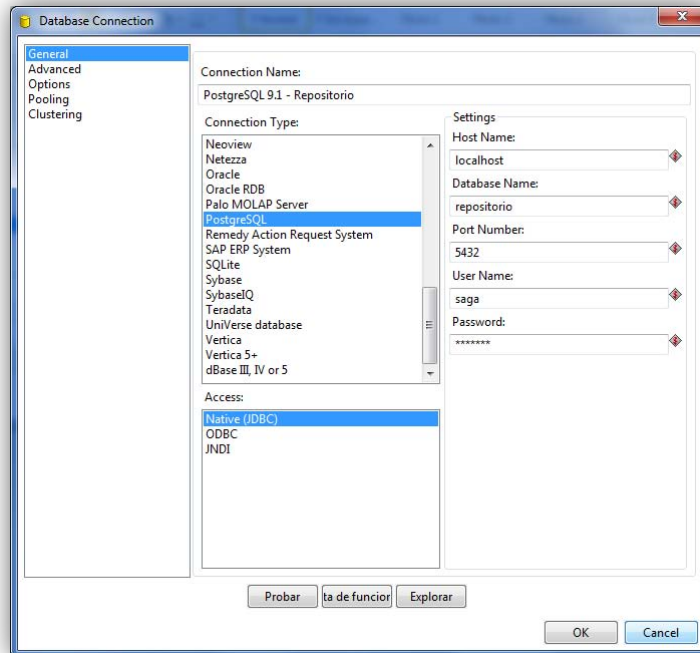 Database Connection
General
Advanced
Options
Pooling
Clustering
Connection Name:
PostgreSQL 9.1 - Repositorio
Connection Type:
Neoview
Netezza
Oracle
Oracle RDB
Palo MOLAP Server
PostgreSQL
Remedy Action Request System
SAP ERP System
SQLite
Sybase
SybaseIQ
Teradata
UniVerse database
Vertica
Vertica 5+
dBase III, IV or 5
Access:
Native (JDBC)
ODBC
JNDI
Settings
Host Name:
localhost
Database Name:
repositorio
Port Number:
5432
User Name:
saga
Password:
*******
Probar
ta de funcior
Explorar
OK
Cancel